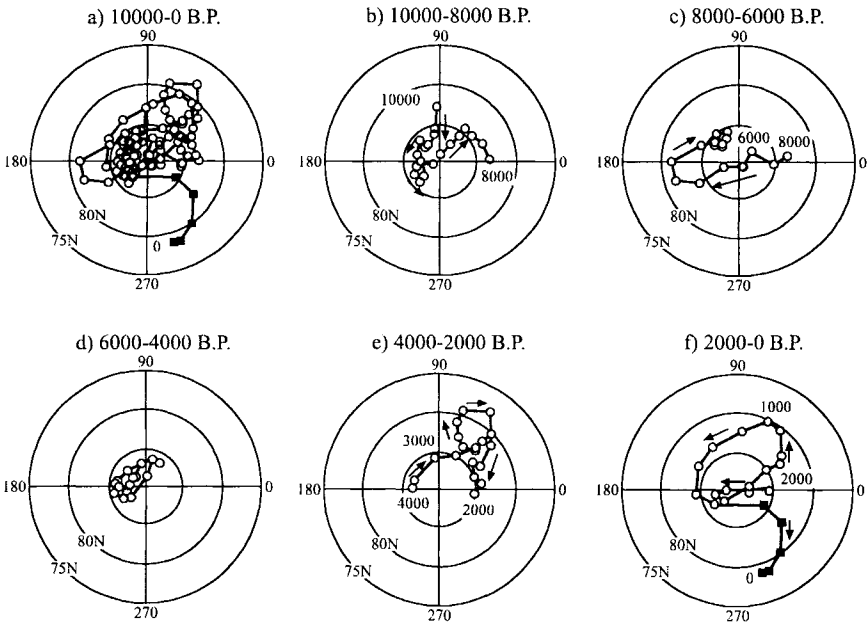 a) 10000-0 B.P.
90
180
0
80N
75N
0
270
b) 10000-8000 B.P.
90
10000
180
0
8000
80N
75N
270
c) 8000-6000 B.P.
90
6000
8000
180
0
80N
75N
270
d) 6000-4000 B.P.
90
180
0
80N
75N
270
e) 4000-2000 B.P.
90
3000
180
0
4000
2000
80N
75N
270
f) 2000-0 B.P.
90
1000
2000
180
0
80N
75N
0
270